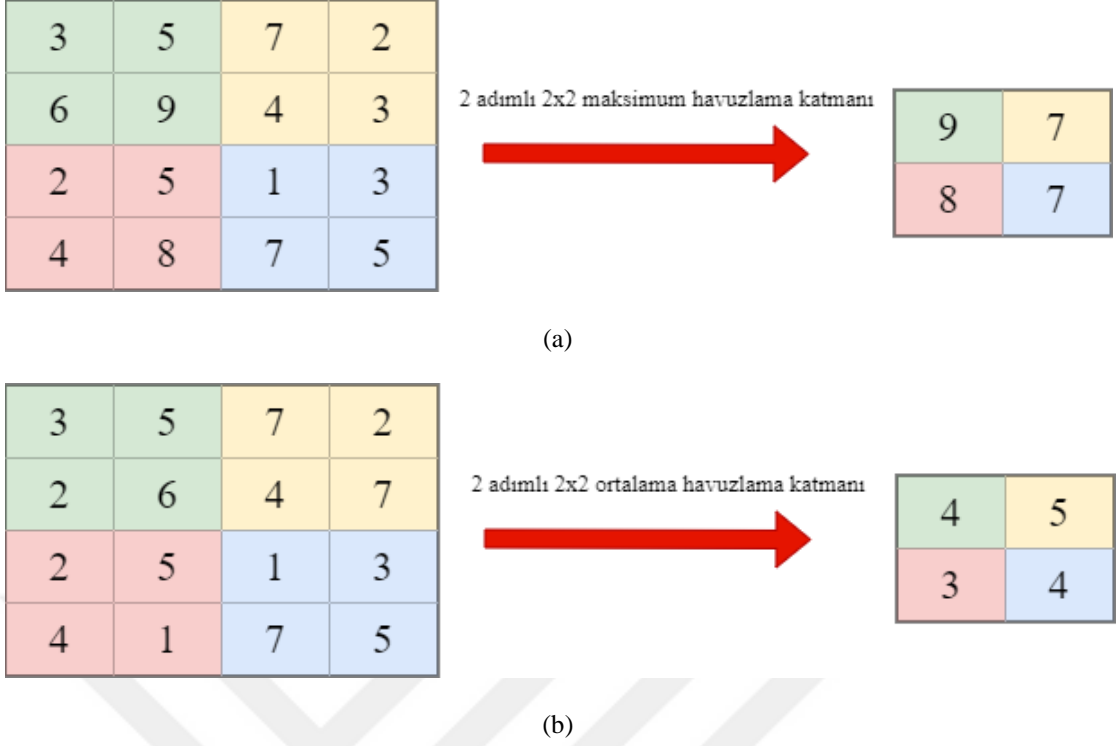 3 5 7 2
6 9 4 3
2 5 1 3
4 8 7 5
2 adımlı 2x2 maksimum havuzlama katmanı
9 7
8 7
(a)
3 5 7 2
2 6 4 7
2 5 1 3
4 1 7 5
2 adımlı 2x2 ortalama havuzlama katmanı
4 5
3 4
(b)